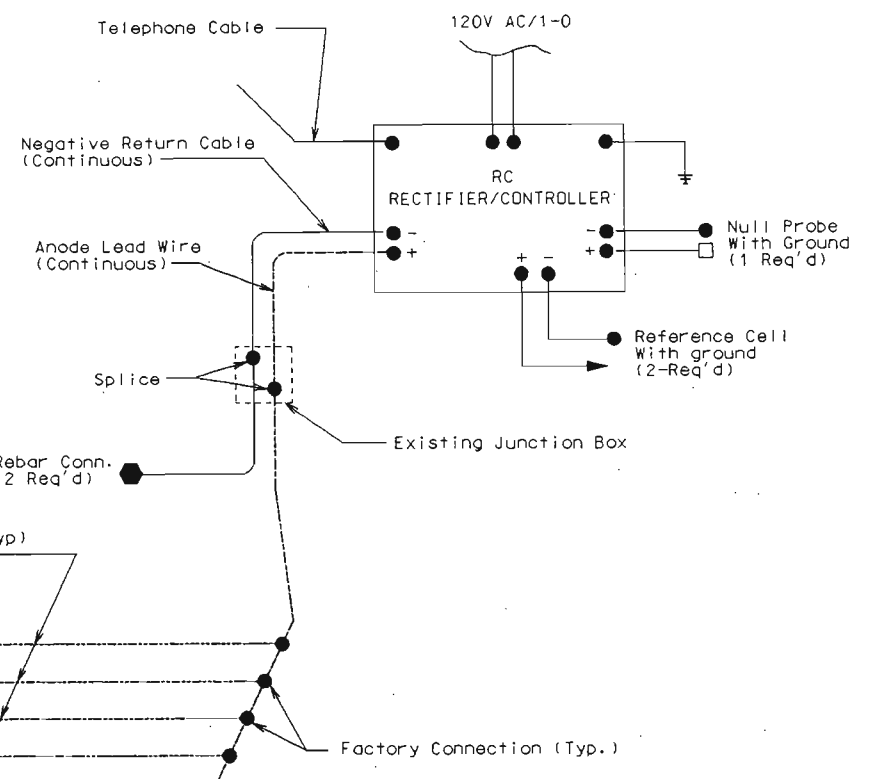 120V AC/1-0
Telephone Cable
Negative Return Cable
(Continuous)
RC
RECTIFIER/CONTROLLER
Anode Lead Wire
(Continuous)
-
+
-
+
+ -
Null Probe
With Ground
(1 Req'd)
Reference Cell
With ground
(2-Req'd)
Splice
Existing Junction Box
Rebar Conn.
2 Req'd)
yp)
Factory Connection (Typ.)